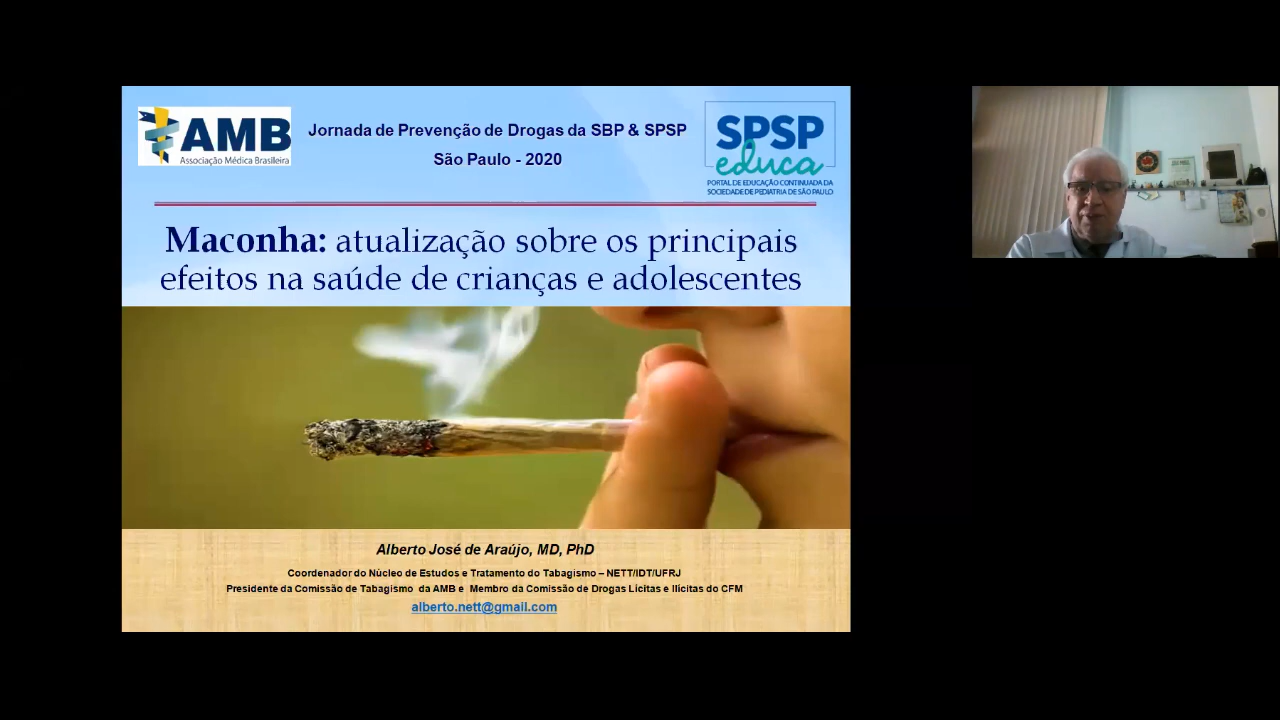 AMB
Associação Médica Brasileira
Jornada de Prevenção de Drogas da SBP & SPSP
São Paulo - 2020
SPSP
educa
PORTAL DE EDUCAÇÃO CONTINUADA DA
SOCIEDADE DE PEDIATRIA DE SÃO PAULO
Maconha: atualização sobre os principais
efeitos na saúde de crianças e adolescentes
Alberto José de Araújo, MD, PhD
Coordenador do Núcleo de Estudos e Tratamento do Tabagismo – NETT/IDT/UFRJ
Presidente da Comissão de Tabagismo da AMB e Membro da Comissão de Drogas Lícitas e Ilícitas do CFM
alberto.nett@gmail.com